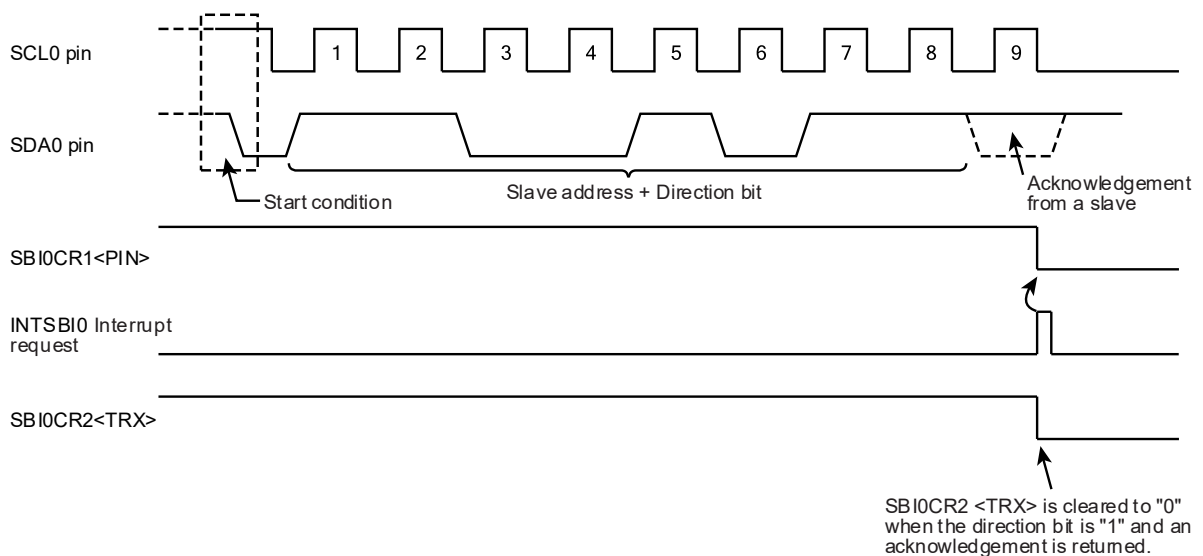 SCL0 pin
1 2 3 4 5 6 7 8 9
SDA0 pin
Start condition
Slave address + Direction bit
Acknowledgement
from a slave
SBI0CR1<PIN>
INTSBI0 Interrupt
request
SBI0CR2<TRX>
SBI0CR2 <TRX> is cleared to "0"
when the direction bit is "1" and an
acknowledgement is returned.